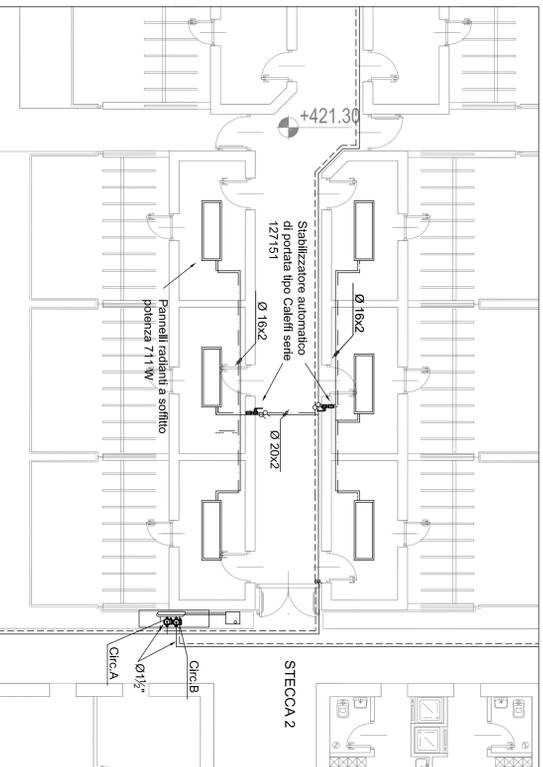 +421.30
Stabilizzatore automatico
di portata tipo Caleffi serie
127151
Ø 16x2
Ø 16x2
Ø 20x2
Pannelli radianti a soffitto
potenza 711 W
STECCA 2
Circ.B
Ø1½"
Circ.A